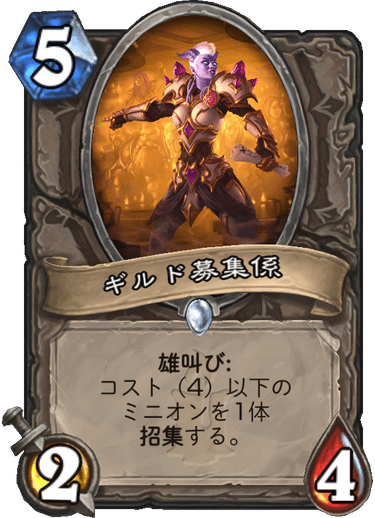 5
ギルド募集係
雄叫び:
コスト（4）以下の
ミニオンを1体
招集する。
2
4